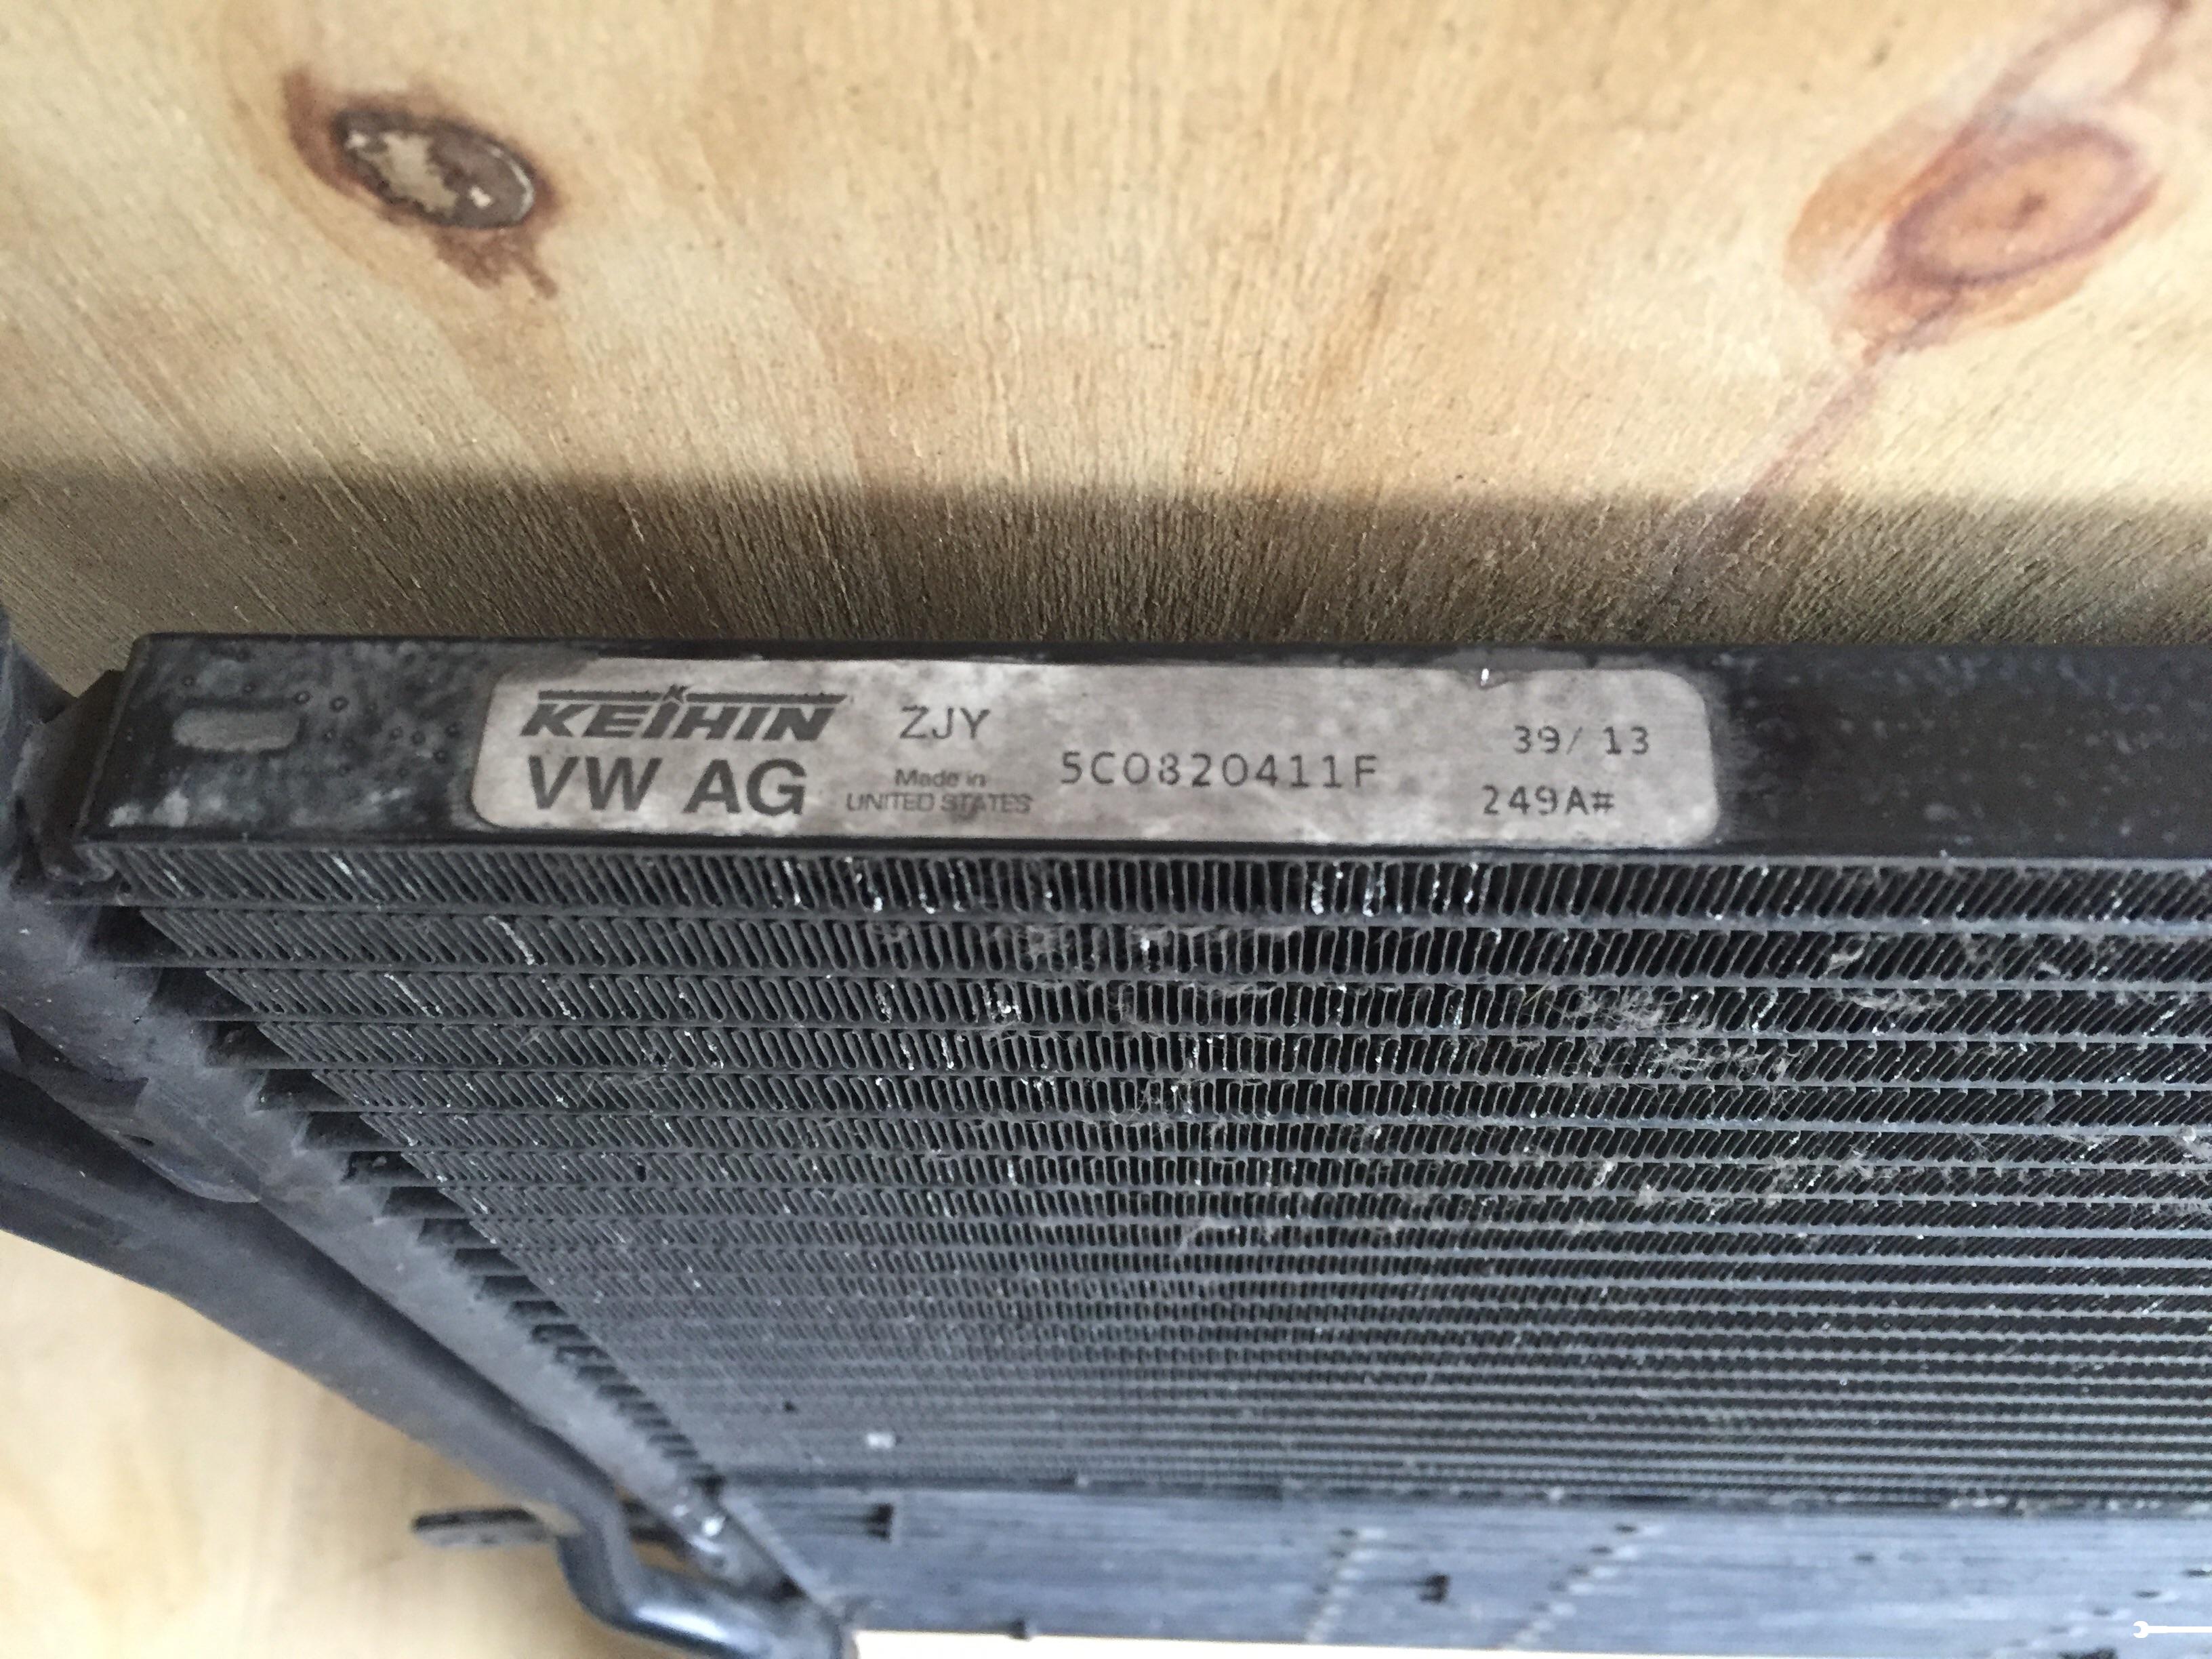 KEIHIN ZJY 39/ 13
VW AG Made in UNITED STATES 5C0820411F 249A#